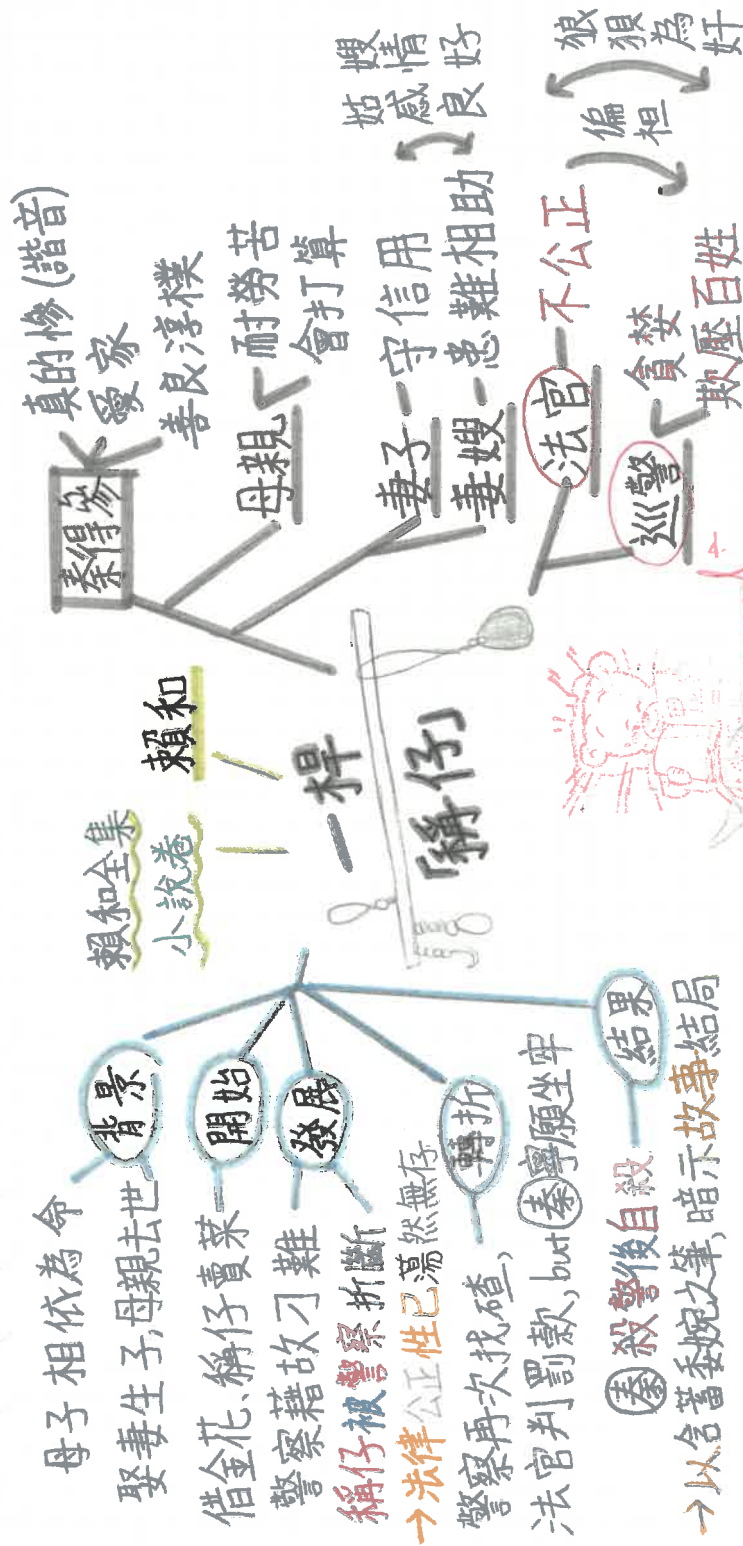 賴和全集
小說卷
賴和
一桿
「稱仔」
背景
母子相依為命
娶妻生子,母親去世
開始
借金花、稱仔賣菜
發展
警察藉故刁難
稱仔被警察折斷
→法律公正性已蕩然無存
轉折
警察再次找碴,
法官判罰款,but秦寧願坐牢
結果
秦殺警後自殺
→以含蓄委婉之筆,暗示故事結局
秦得參
真的慘(諧音)
愛家
善良淳樸
母親
耐勞苦
會打算
妻子
守信用
妻嫂
患難相助
姑嫂
感情
良好
法官
不公正
巡警
貪婪
欺壓百姓
偏袒
狼狽為奸